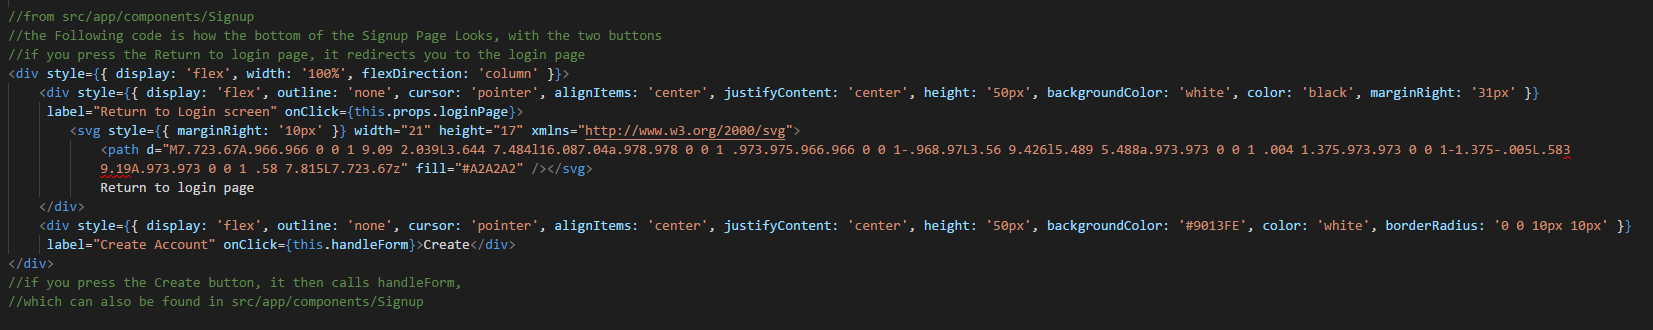 //from src/app/components/Signup
//the Following code is how the bottom of the Signup Page Looks, with the two buttons
//if you press the Return to login page, it redirects you to the login page
<div style={{ display: 'flex', width: '100%', flexDirection: 'column' }}>
<div style={{ display: 'flex', outline: 'none', cursor: 'pointer', alignItems: 'center', justifyContent: 'center', height: '50px', backgroundColor: 'white', color: 'black', marginRight: '31px' }}
label="Return to Login screen" onClick={this.props.loginPage}>
<svg style={{ marginRight: '10px' }} width="21" height="17" xmlns="http://www.w3.org/2000/svg">
<path d="M7.723.67A.966.966 0 0 1 9.09 2.039L3.644 7.484l16.087.04a.978.978 0 0 1 .973.975.966.966 0 0 1-.968.97L3.56 9.426l5.489 5.488a.973.973 0 0 1 .004 1.375.973.973 0 0 1-1.375-.005L.583
9.19A.973.973 0 0 1 .58 7.815L7.723.67z" fill="#A2A2A2" /></svg>
Return to login page
</div>
<div style={{ display: 'flex', outline: 'none', cursor: 'pointer', alignItems: 'center', justifyContent: 'center', height: '50px', backgroundColor: '#9013FE', color: 'white', borderRadius: '0 0 10px 10px' }}
label="Create Account" onClick={this.handleForm}>Create</div>
</div>
//if you press the Create button, it then calls handleForm,
//which can also be found in src/app/components/Signup